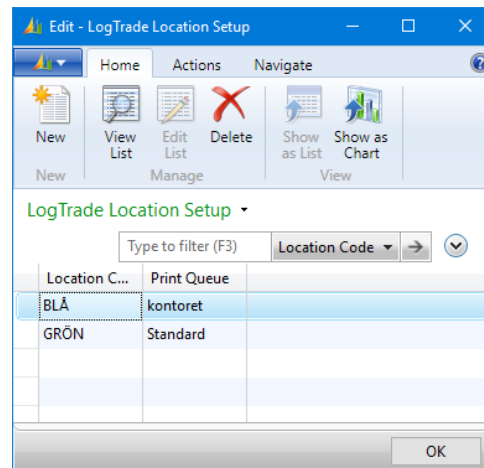 Edit - LogTrade Location Setup
Home Actions Navigate
New View List Edit List Delete Show as List Show as Chart
New Manage View
LogTrade Location Setup
Type to filter (F3) Location Code
Location C... Print Queue
BLÅ kontoret
GRÖN Standard
OK